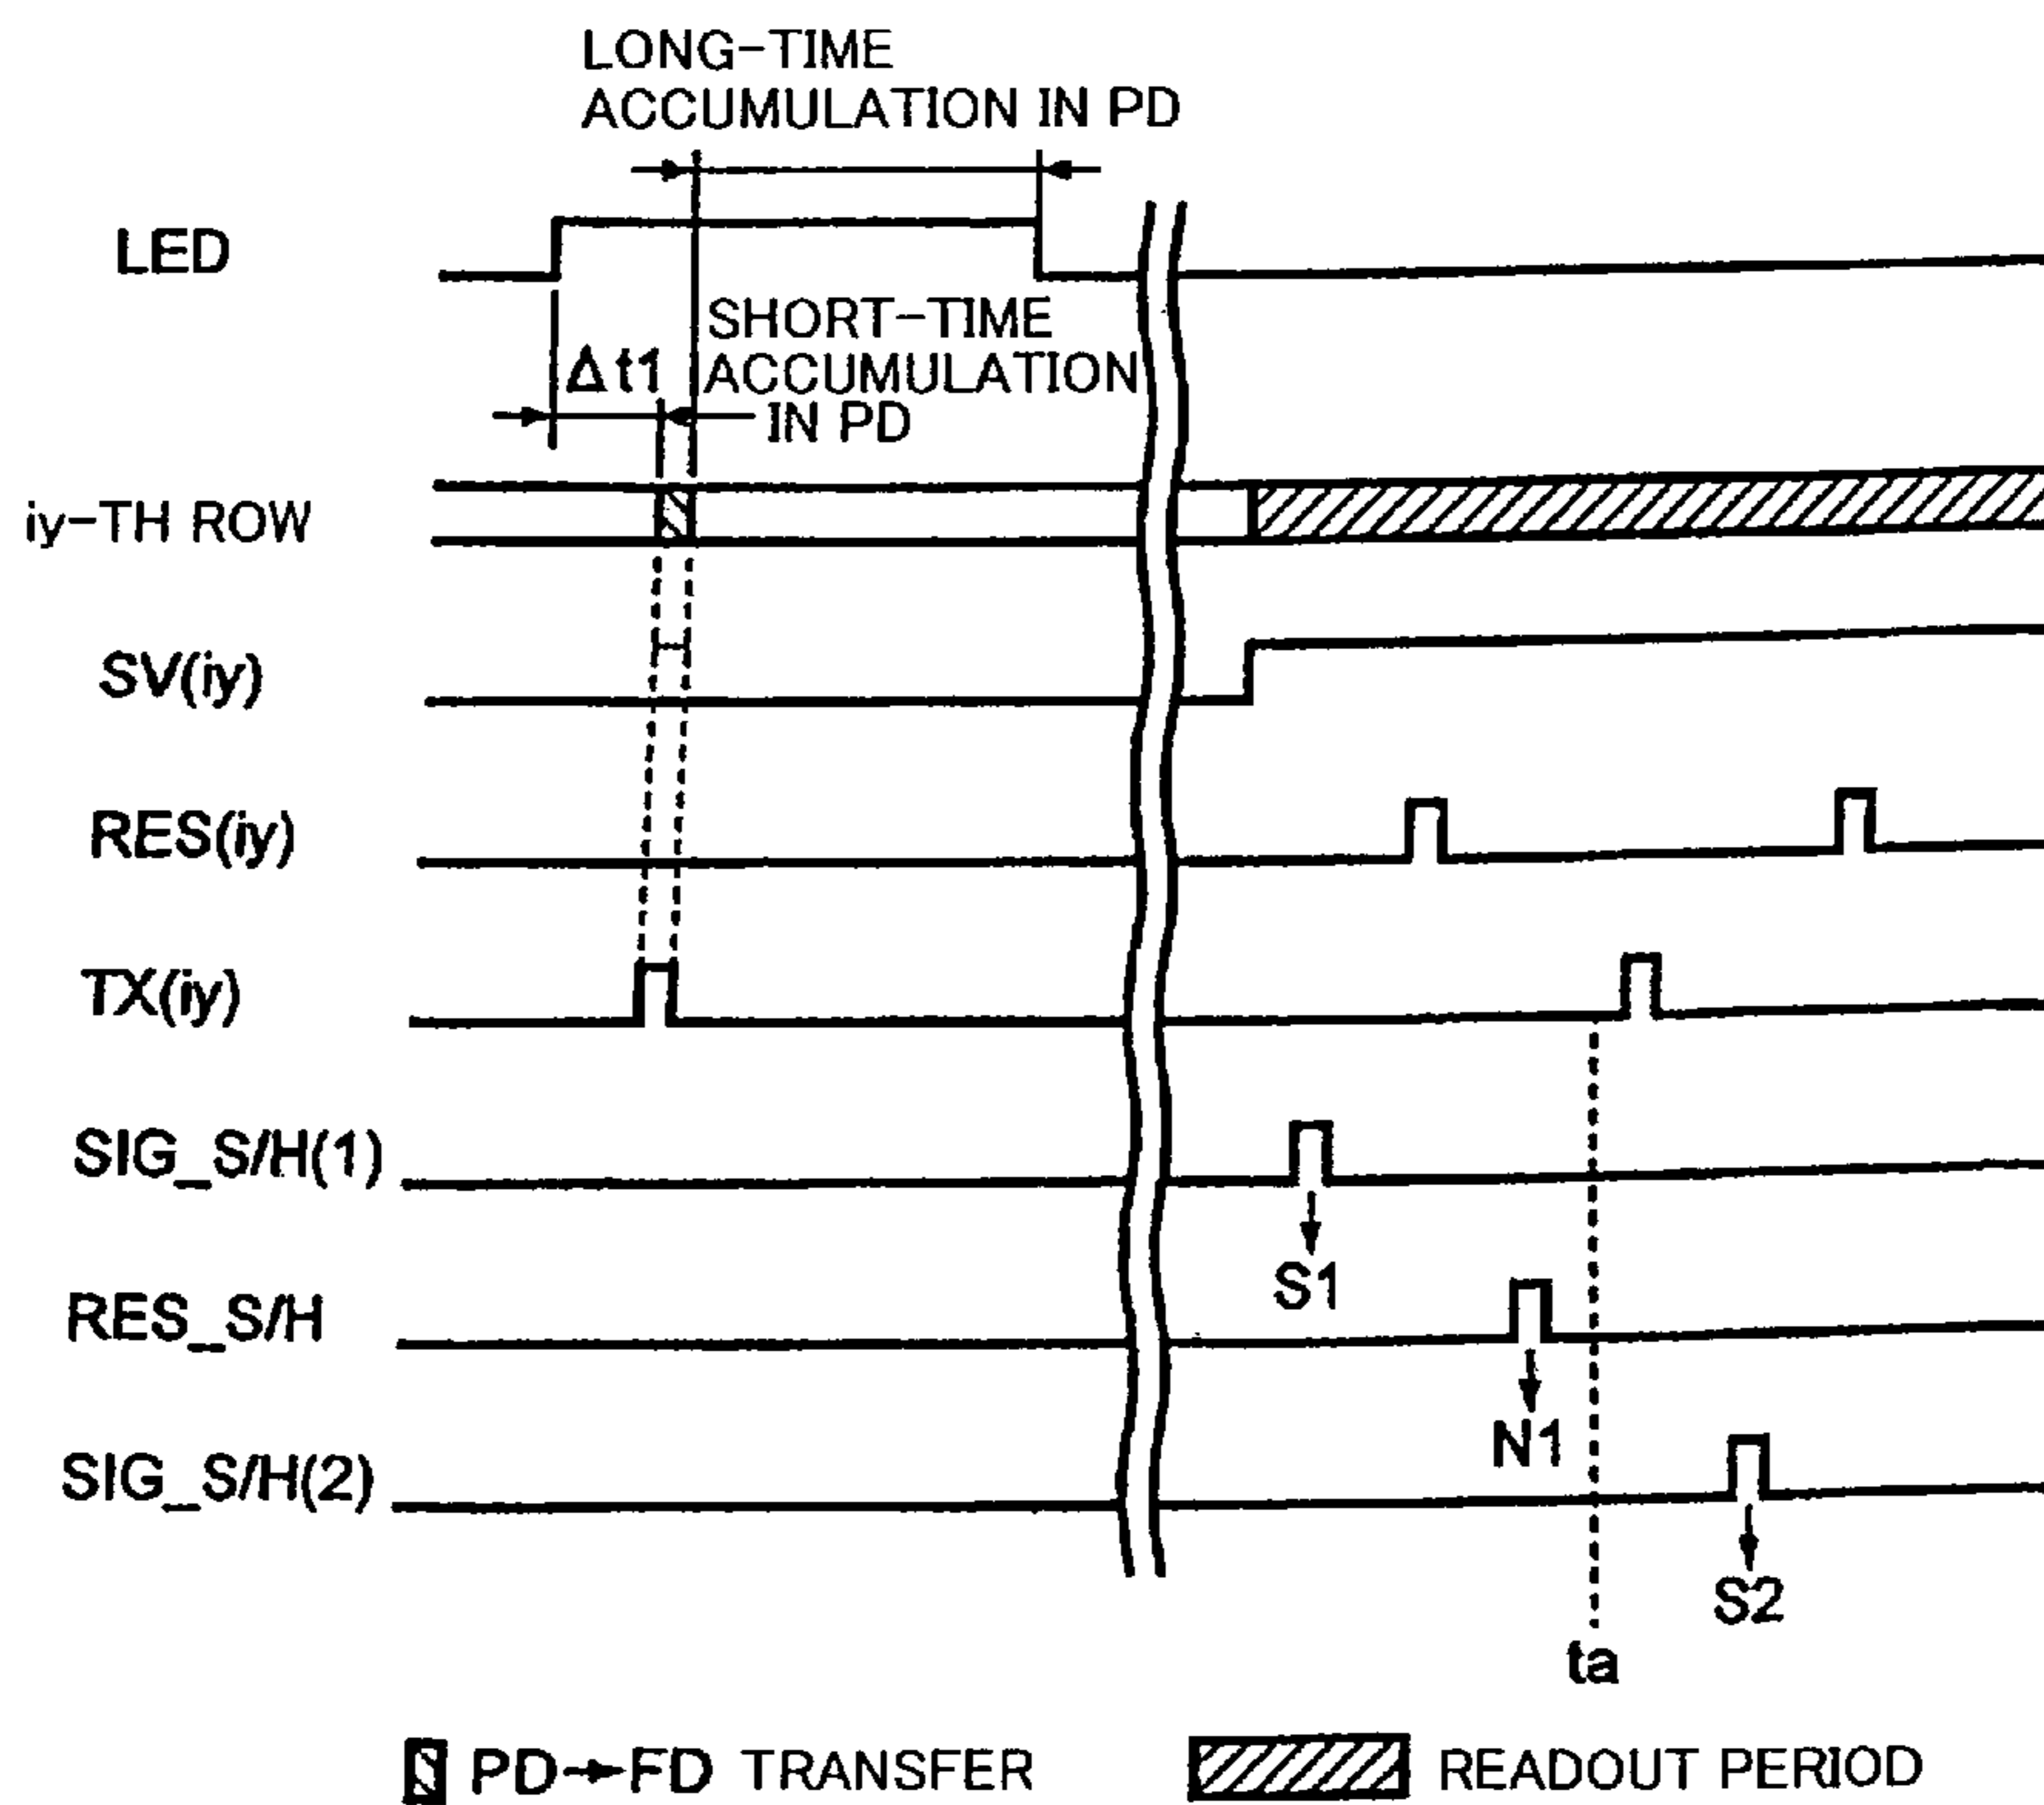 LONG-TIME
ACCUMULATION IN PD
LED
SHORT-TIME
Δt1 ACCUMULATION
IN PD
iy-TH ROW
SV(iy)
RES(iy)
TX(iy)
SIG_S/H(1)
S1
RES_S/H
N1
SIG_S/H(2)
S2
ta
PD→FD TRANSFER READOUT PERIOD